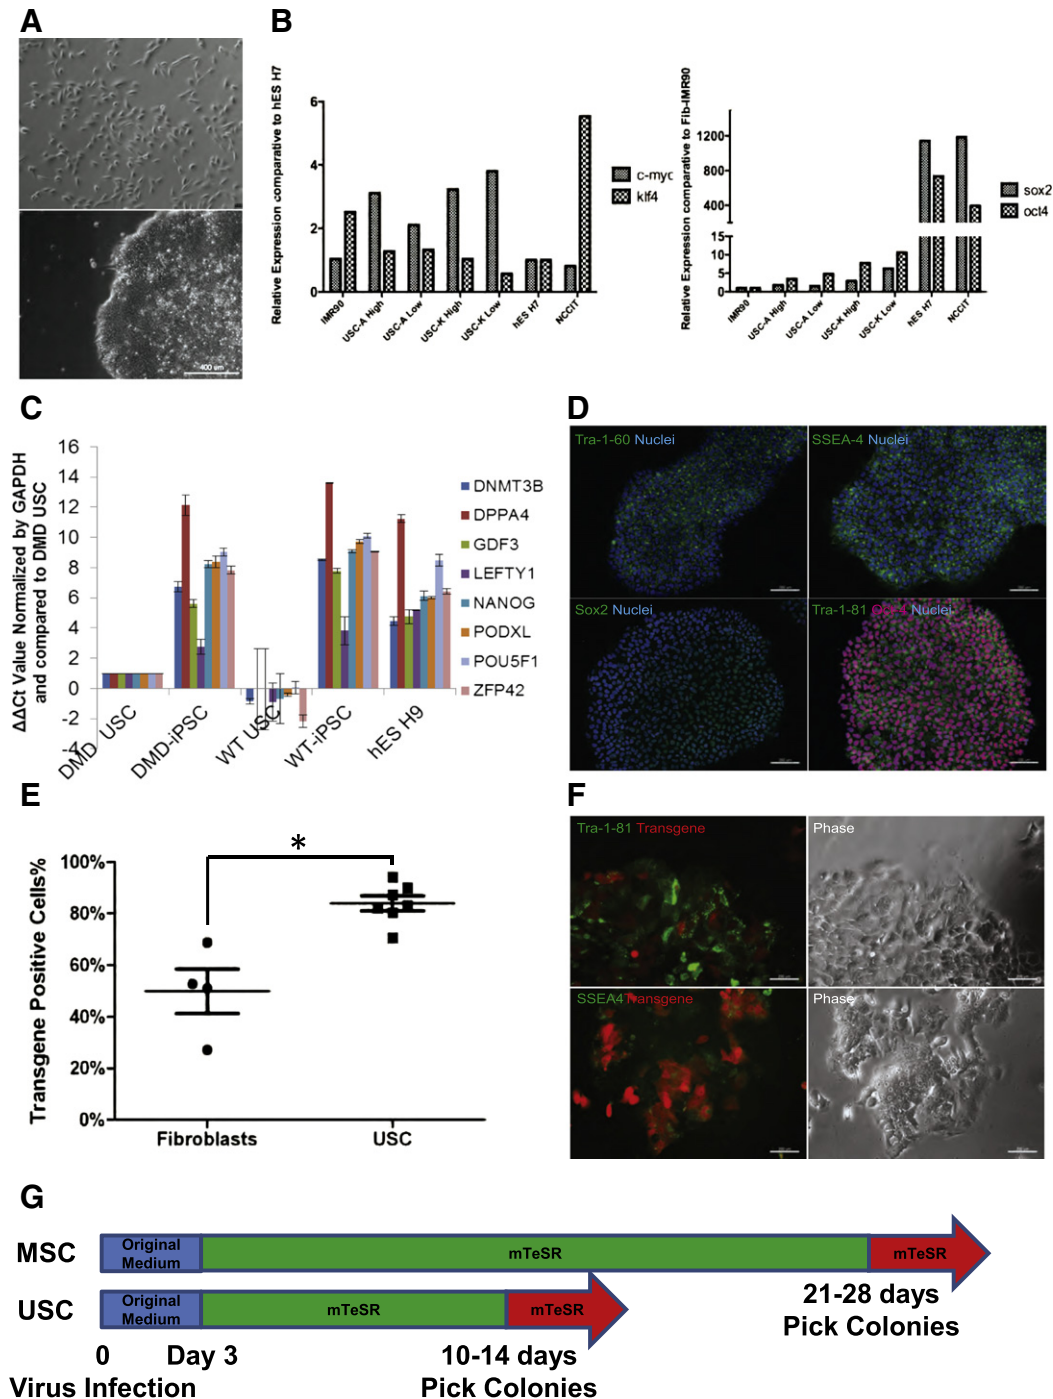 A
B
400 um
Relative Expression comparative to hES H7
6
4
2
0
IMR90
USC-A High
USC-A Low
USC-K High
USC-K Low
hES H7
NCCIT
c-myc
klf4
Relative Expression comparative to Fib-IMR90
1200
800
400
15
10
5
0
IMR90
USC-A High
USC-A Low
USC-K High
USC-K Low
hES H7
NCCIT
sox2
oct4
C
ΔΔCt Value Normalized by GAPDH
and compared to DMD USC
16
14
12
10
8
6
4
2
0
-2
-4
DMD USC
DMD-iPSC
WT USC
WT-iPSC
hES H9
DNMT3B
DPPA4
GDF3
LEFTY1
NANOG
PODXL
POU5F1
ZFP42
D
Tra-1-60 Nuclei
SSEA-4 Nuclei
Sox2 Nuclei
Tra-1-81 Oct-4 Nuclei
E
Transgene Positive Cells%
100%
80%
60%
40%
20%
0%
*
Fibroblasts
USC
F
Tra-1-81 Transgene
Phase
SSEA4Transgene
Phase
G
MSC
Original
Medium
mTeSR
mTeSR
21-28 days
Pick Colonies
USC
Original
Medium
mTeSR
mTeSR
0
Day 3
10-14 days
Virus Infection
Pick Colonies